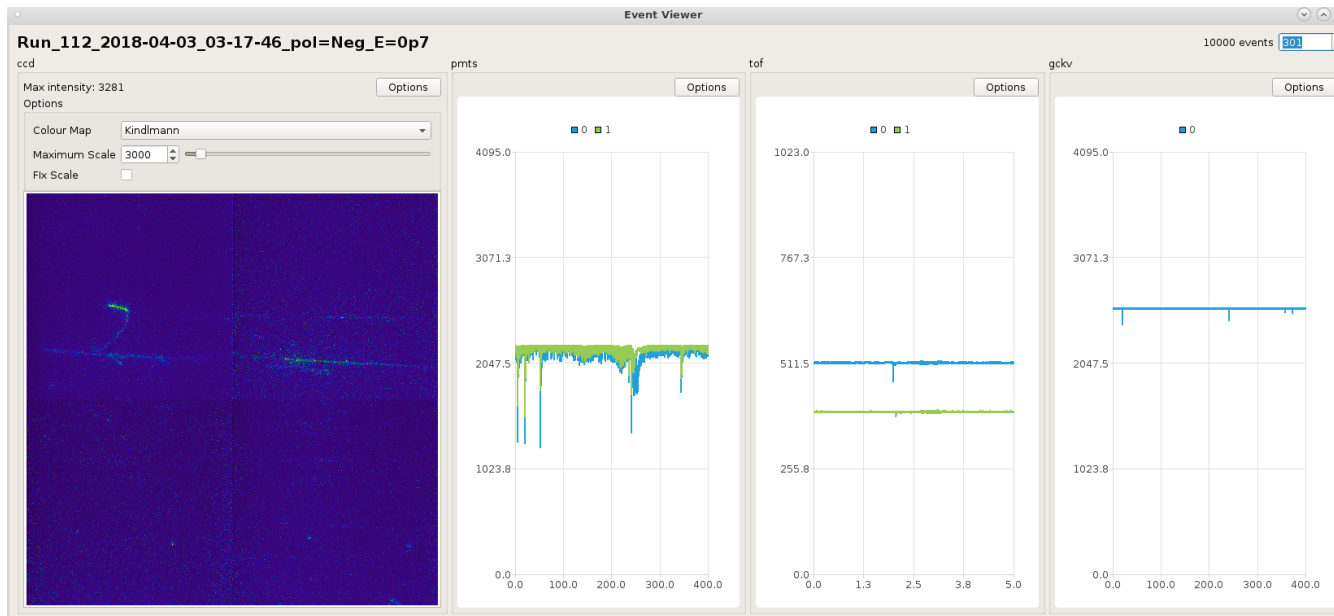 Event Viewer
Run_112_2018-04-03_03-17-46_pol=Neg_E=0p7
10000 events 301
ccd
Max intensity: 3281
Options
Options
Colour Map Kindlmann
Maximum Scale 3000
FIx Scale
pmts
Options
0 1
4095.0
3071.3
2047.5
1023.8
0.0
0.0 100.0 200.0 300.0 400.0
tof
Options
0 1
1023.0
767.3
511.5
255.8
0.0
0.0 1.3 2.5 3.8 5.0
gckv
Options
0
4095.0
3071.3
2047.5
1023.8
0.0
0.0 100.0 200.0 300.0 400.0